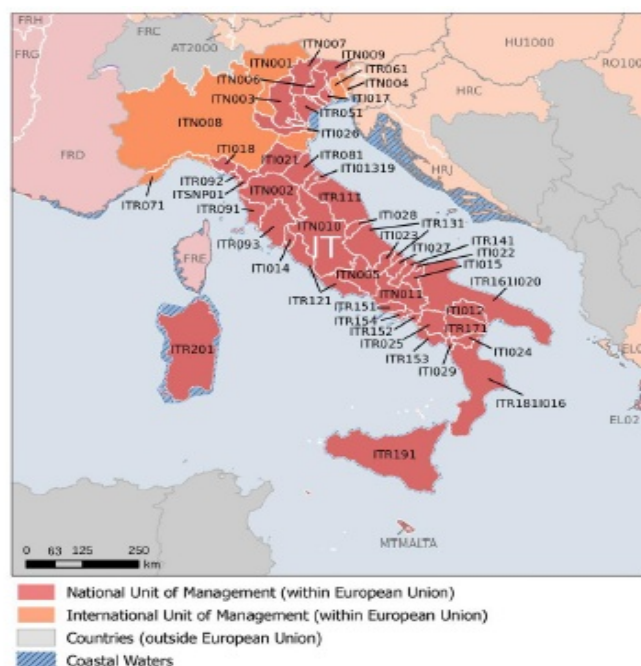 FRH
FRC
FRG
AT2000
ITN007
HU1000
RO100
ITN001
ITN009
ITR061
ITN006
ITN004
ITN003
ITI017
HRC
ITN008
ITR051
ITI026
FRD
ITI018
ITI021
ITR081
HRJ
ITI01319
ITR092
ITN002
ITR111
ITR071
ITSNP01
ITI028
ITR091
ITN010
ITR131
ITI023
IT
ITI027
ITR141
ITR093
ITI022
FRE
ITI014
ITN005
ITI015
ITR161I020
ITR121
ITN011
ITR151
ITI012
ITR154
ITR171
ITR201
ITR152
ITR025
ITI024
ITR153
ITI029
ITR181I016
EL02
ITR191
MTMALTA
0 63 125 250
km
National Unit of Management (within European Union)
International Unit of Management (within European Union)
Countries (outside European Union)
Coastal Waters